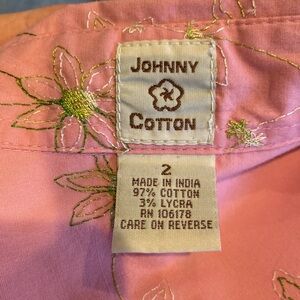 JOHNNY
COTTON
2
MADE IN INDIA
97% COTTON
3% LYCRA
RN 106178
CARE ON REVERSE